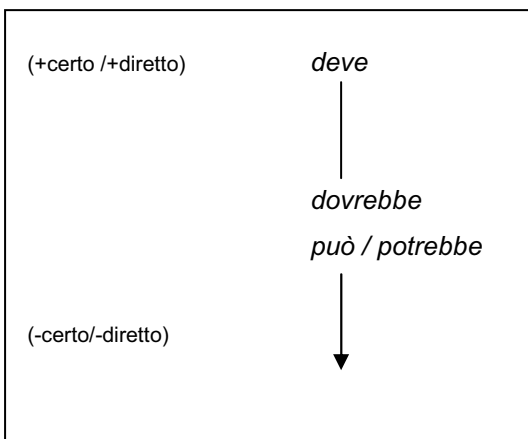 (+certo /+diretto) deve
dovrebbe
può / potrebbe
(-certo/-diretto)